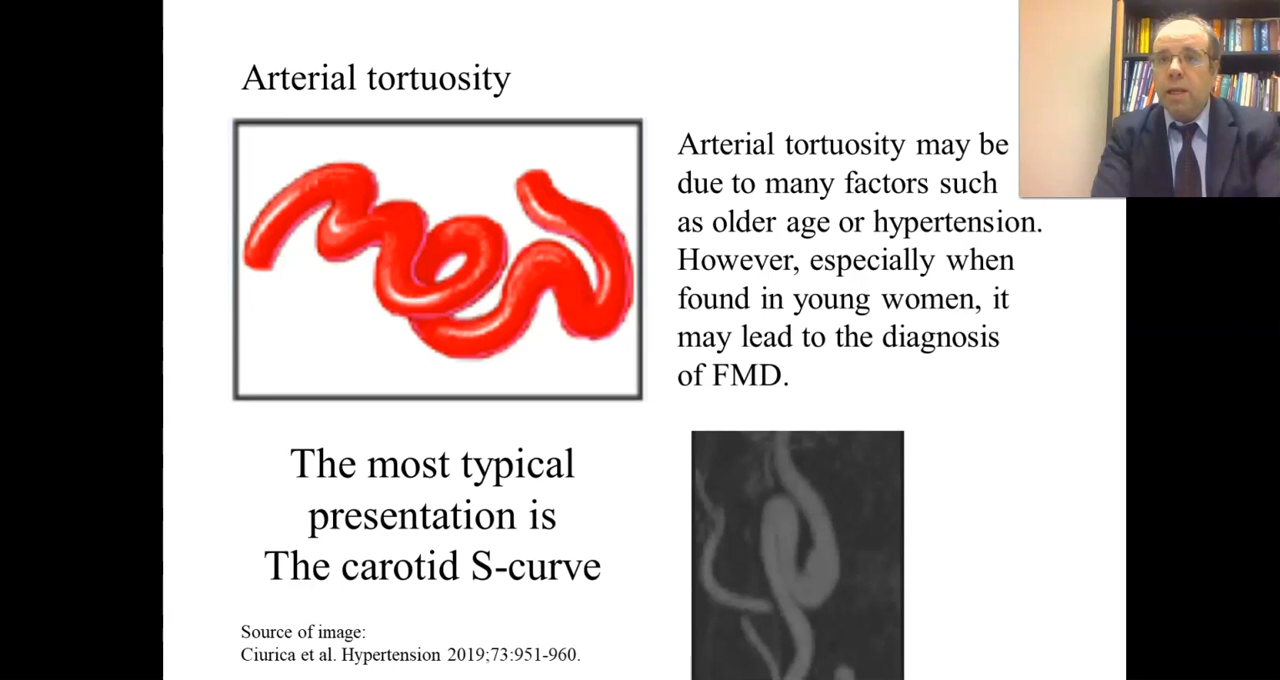 Arterial tortuosity
Arterial tortuosity may be
due to many factors such
as older age or hypertension.
However, especially when
found in young women, it
may lead to the diagnosis
of FMD.
The most typical
presentation is
The carotid S-curve
Source of image:
Ciurica et al. Hypertension 2019;73:951-960.